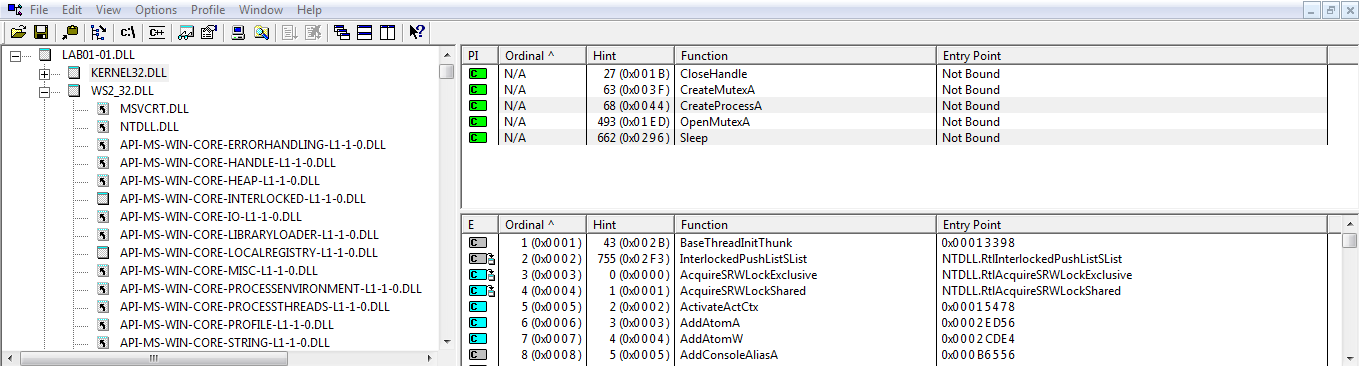 File Edit View Options Profile Window Help
c:\ C++
LAB01-01.DLL
KERNEL32.DLL
WS2_32.DLL
MSVCRT.DLL
NTDLL.DLL
API-MS-WIN-CORE-ERRORHANDLING-L1-1-0.DLL
API-MS-WIN-CORE-HANDLE-L1-1-0.DLL
API-MS-WIN-CORE-HEAP-L1-1-0.DLL
API-MS-WIN-CORE-INTERLOCKED-L1-1-0.DLL
API-MS-WIN-CORE-IO-L1-1-0.DLL
API-MS-WIN-CORE-LIBRARYLOADER-L1-1-0.DLL
API-MS-WIN-CORE-LOCALREGISTRY-L1-1-0.DLL
API-MS-WIN-CORE-MISC-L1-1-0.DLL
API-MS-WIN-CORE-PROCESSENVIRONMENT-L1-1-0.DLL
API-MS-WIN-CORE-PROCESSTHREADS-L1-1-0.DLL
API-MS-WIN-CORE-PROFILE-L1-1-0.DLL
API-MS-WIN-CORE-STRING-L1-1-0.DLL
PI Ordinal ^ Hint Function Entry Point
C N/A 27 (0x001B) CloseHandle Not Bound
C N/A 63 (0x003F) CreateMutexA Not Bound
C N/A 68 (0x0044) CreateProcessA Not Bound
C N/A 493 (0x01ED) OpenMutexA Not Bound
C N/A 662 (0x0296) Sleep Not Bound
E Ordinal ^ Hint Function Entry Point
C 1 (0x0001) 43 (0x002B) BaseThreadInitThunk 0x00013398
C 2 (0x0002) 755 (0x02F3) InterlockedPushListSList NTDLL.RtlInterlockedPushListSList
C 3 (0x0003) 0 (0x0000) AcquireSRWLockExclusive NTDLL.RtlAcquireSRWLockExclusive
C 4 (0x0004) 1 (0x0001) AcquireSRWLockShared NTDLL.RtlAcquireSRWLockShared
C 5 (0x0005) 2 (0x0002) ActivateActCtx 0x00015478
C 6 (0x0006) 3 (0x0003) AddAtomA 0x0002ED56
C 7 (0x0007) 4 (0x0004) AddAtomW 0x0002CDE4
C 8 (0x0008) 5 (0x0005) AddConsoleAliasA 0x000B6556